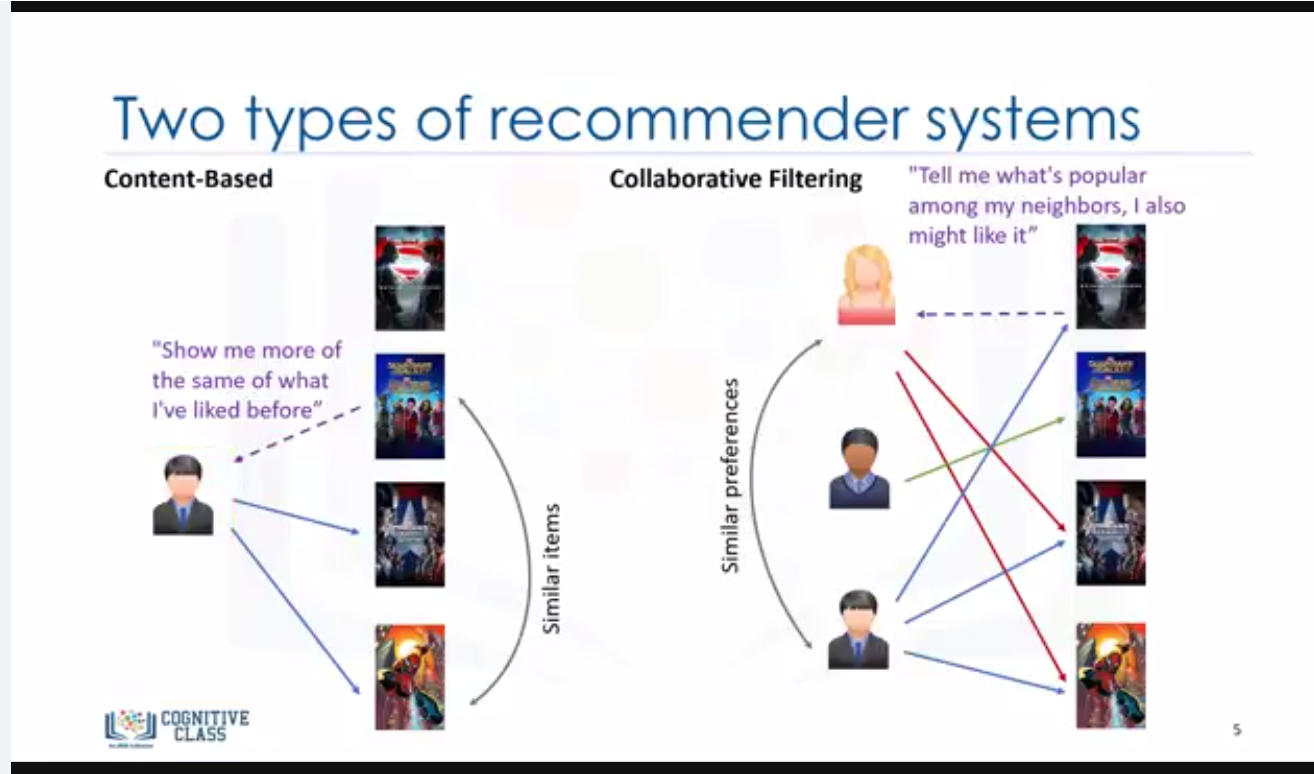 Two types of recommender systems
Content-Based
"Show me more of
the same of what
I've liked before"
Similar items
Collaborative Filtering
"Tell me what's popular
among my neighbors, I also
might like it"
Similar preferences
COGNITIVE
CLASS
5